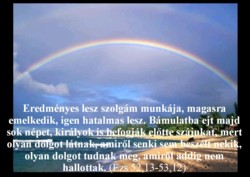 Eredményes lesz szolgám munkája, magasra
emelkedik, igen hatalmas lesz. Bámulatba ejt majd
sok népet, királyok is befogják előtte szájukat, mert
olyan dolgot látnak, amiről senki sem beszélt nekik,
olyan dolgot tudnak meg, amiről addig nem
hallottak. (Ézs 52,13-53,12)